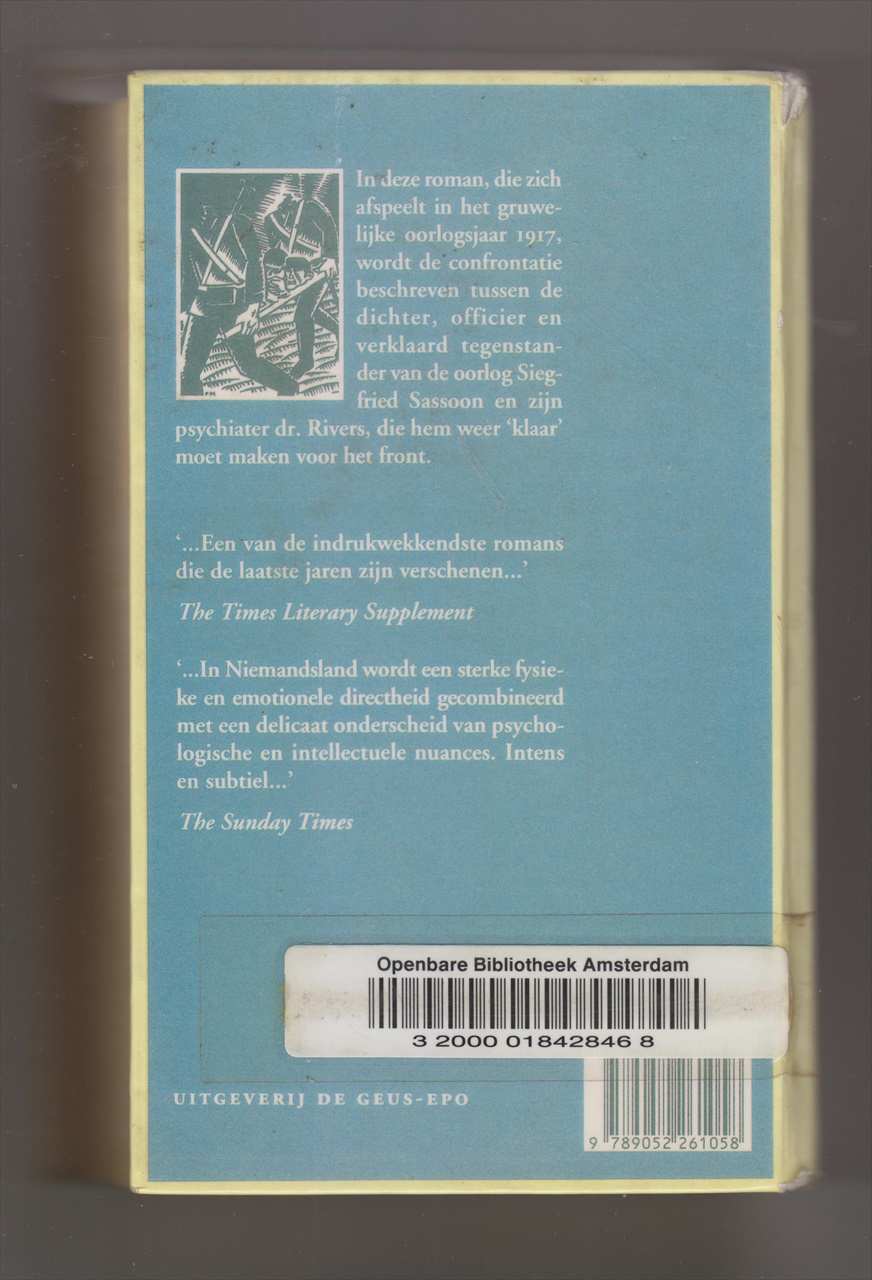 In deze roman, die zich
afspeelt in het gruwe-
lijke oorlogsjaar 1917,
wordt de confrontatie
beschreven tussen de
dichter, officier en
verklaard tegenstan-
der van de oorlog Sieg-
fried Sassoon en zijn
psychiater dr. Rivers, die hem weer ‘klaar’
moet maken voor het front.
‘...Een van de indrukwekkendste romans
die de laatste jaren zijn verschenen...’
The Times Literary Supplement
‘...In Niemandsland wordt een sterke fysie-
ke en emotionele directheid gecombineerd
met een delicaat onderscheid van psycho-
logische en intellectuele nuances. Intens
en subtiel...’
The Sunday Times
Openbare Bibliotheek Amsterdam
3 2000 01842846 8
UITGEVERIJ DE GEUS-EPO
9 789052 261058